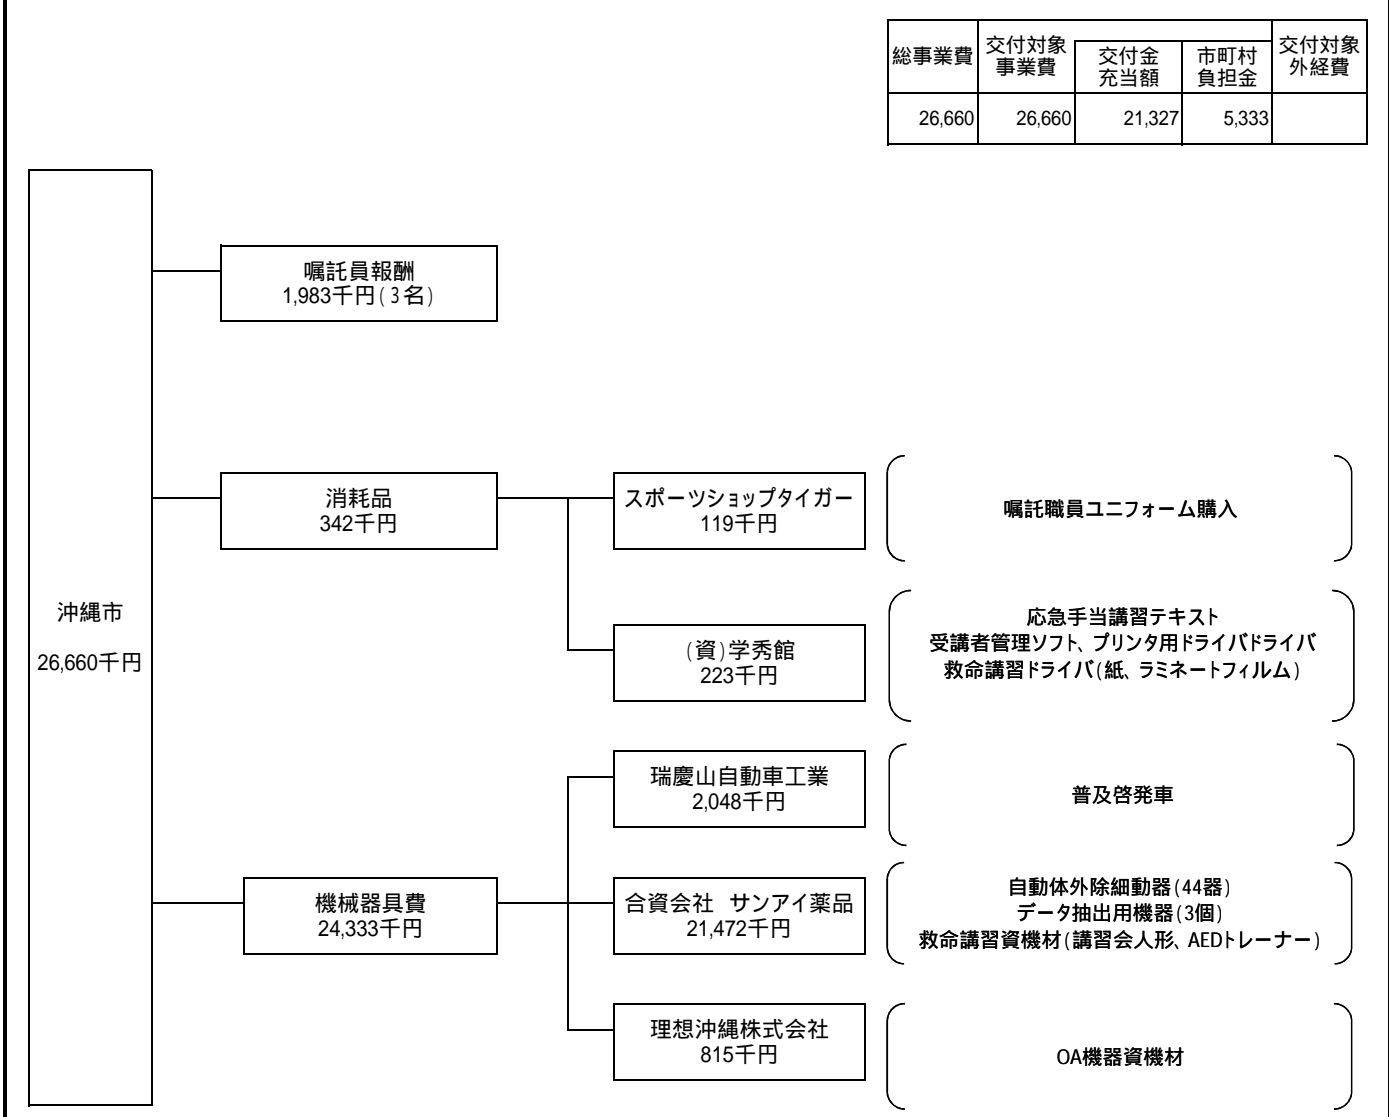 総事業費
交付対象
事業費
交付金
充当額
市町村
負担金
交付対象
外経費
26,660 26,660 21,327 5,333
嘱託員報酬
1,983千円(3名)
消耗品
342千円
スポーツショップタイガー
119千円
嘱託職員ユニフォーム購入
沖縄市
26,660千円
(資)学秀館
223千円
応急手当講習テキスト
受講者管理ソフト、プリンタ用ドライバドライバ
救命講習ドライバ(紙、ラミネートフィルム)
瑞慶山自動車工業
2,048千円
普及啓発車
機械器具費
24,333千円
合資会社 サンアイ薬品
21,472千円
自動体外除細動器(44器)
データ抽出用機器(3個)
救命講習資機材(講習会人形、AEDトレーナー)
理想沖縄株式会社
815千円
OA機器資機材